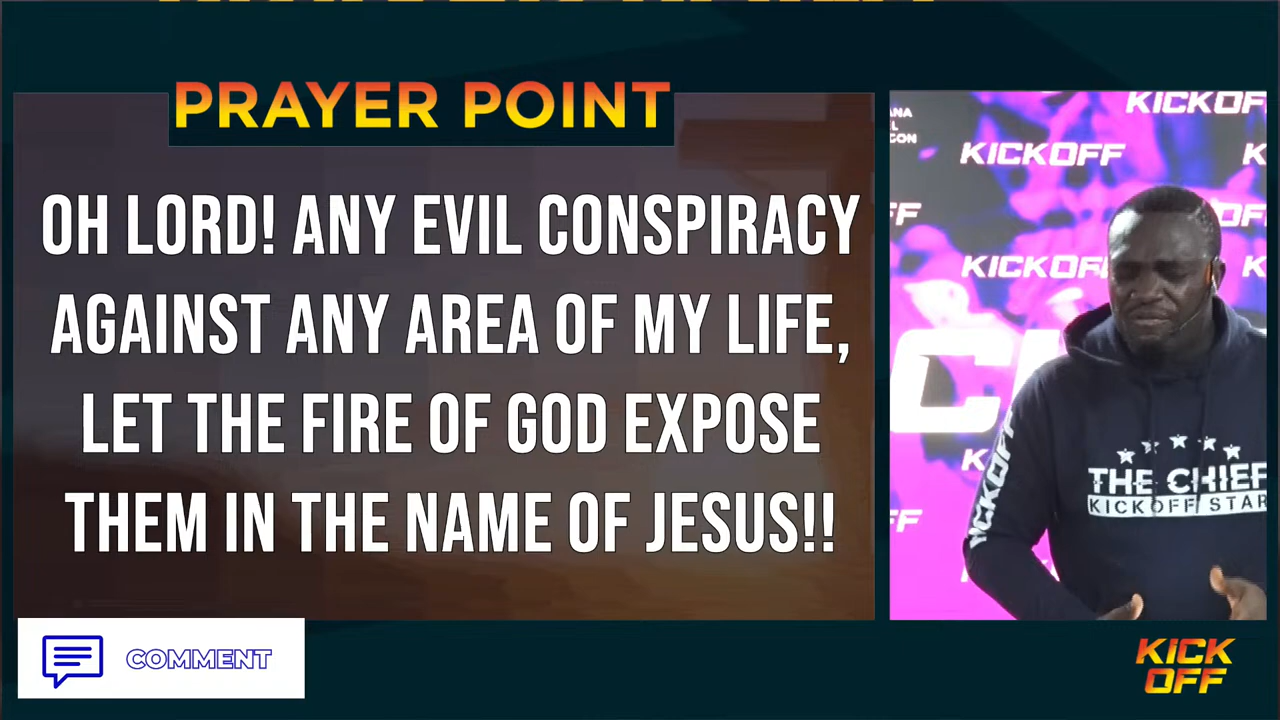 PRAYER POINT
OH LORD! ANY EVIL CONSPIRACY
AGAINST ANY AREA OF MY LIFE,
LET THE FIRE OF GOD EXPOSE
THEM IN THE NAME OF JESUS!!
COMMENT
KICKOFF
KICKOFF
KICKOFF
KICKOFF
THE CHIEF
KICKOFF STAR
KICK
OFF